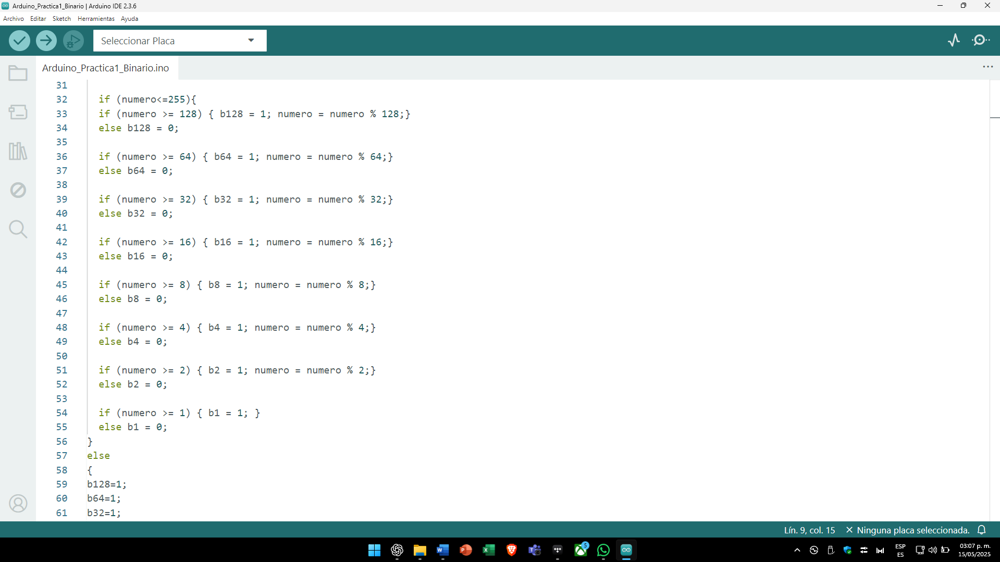 Arduino_Practica1_Binario | Arduino IDE 2.3.6
Archivo Editar Sketch Herramientas Ayuda
Seleccionar Placa
Arduino_Practica1_Binario.ino
31
32 if (numero<=255){
33 if (numero >= 128) { b128 = 1; numero = numero % 128;}
34 else b128 = 0;
35
36 if (numero >= 64) { b64 = 1; numero = numero % 64;}
37 else b64 = 0;
38
39 if (numero >= 32) { b32 = 1; numero = numero % 32;}
40 else b32 = 0;
41
42 if (numero >= 16) { b16 = 1; numero = numero % 16;}
43 else b16 = 0;
44
45 if (numero >= 8) { b8 = 1; numero = numero % 8;}
46 else b8 = 0;
47
48 if (numero >= 4) { b4 = 1; numero = numero % 4;}
49 else b4 = 0;
50
51 if (numero >= 2) { b2 = 1; numero = numero % 2;}
52 else b2 = 0;
53
54 if (numero >= 1) { b1 = 1; }
55 else b1 = 0;
56 }
57 else
58 {
59 b128=1;
60 b64=1;
61 b32=1;
Lín. 9, col. 15 × Ninguna placa seleccionada.
5
ESP
ES
03:07 p. m.
15/05/2025